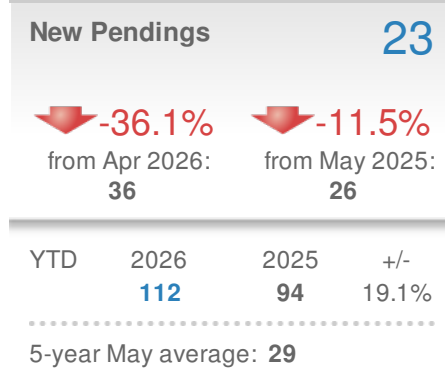 New Pendings 23
-36.1% -11.5%
from Apr 2026: from May 2025:
36 26
YTD 2026 2025 +/-
112 94 19.1%
5-year May average: 29